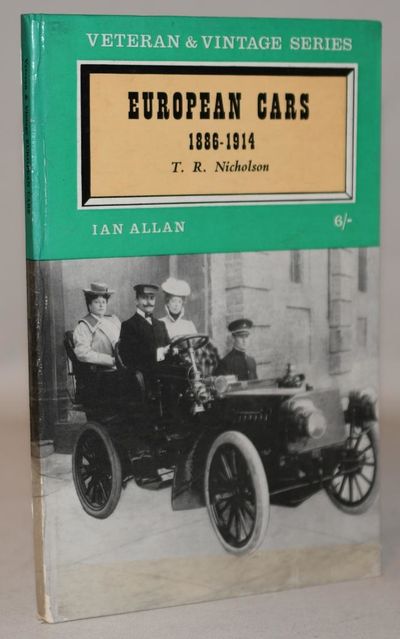 VETERAN & VINTAGE SERIES
EUROPEAN CARS
1886-1914
T. R. Nicholson
IAN ALLAN
6/-